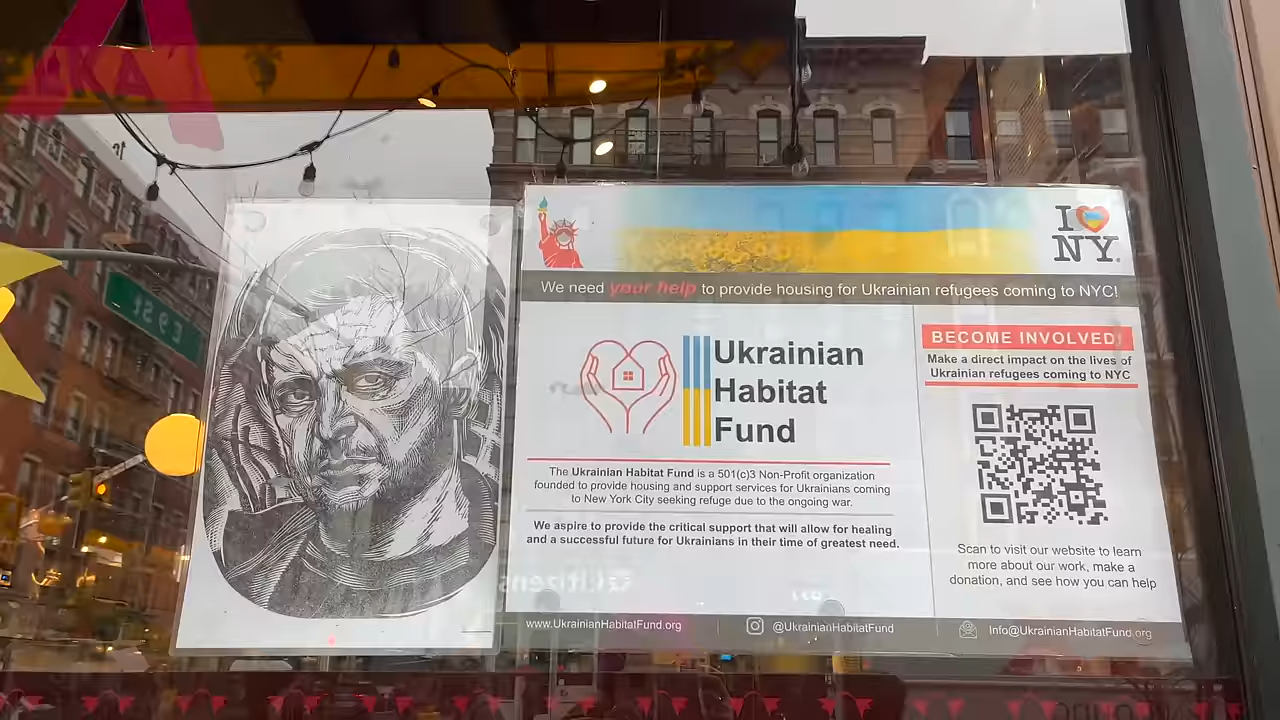 E 9 St
I
NY.
We need your help to provide housing for Ukrainian refugees coming to NYC!
Ukrainian
Habitat
Fund
The Ukrainian Habitat Fund is a 501(c)3 Non-Profit organization
founded to provide housing and support services for Ukrainians coming
to New York City seeking refuge due to the ongoing war.
We aspire to provide the critical support that will allow for healing
and a successful future for Ukrainians in their time of greatest need.
BECOME INVOLVED!
Make a direct impact on the lives of
Ukrainian refugees coming to NYC
Scan to visit our website to learn
more about our work, make a
donation, and see how you can help
citizens
www.UkrainianHabitatFund.org
@UkrainianHabitatFund
Info@UkrainianHabitatFund.org